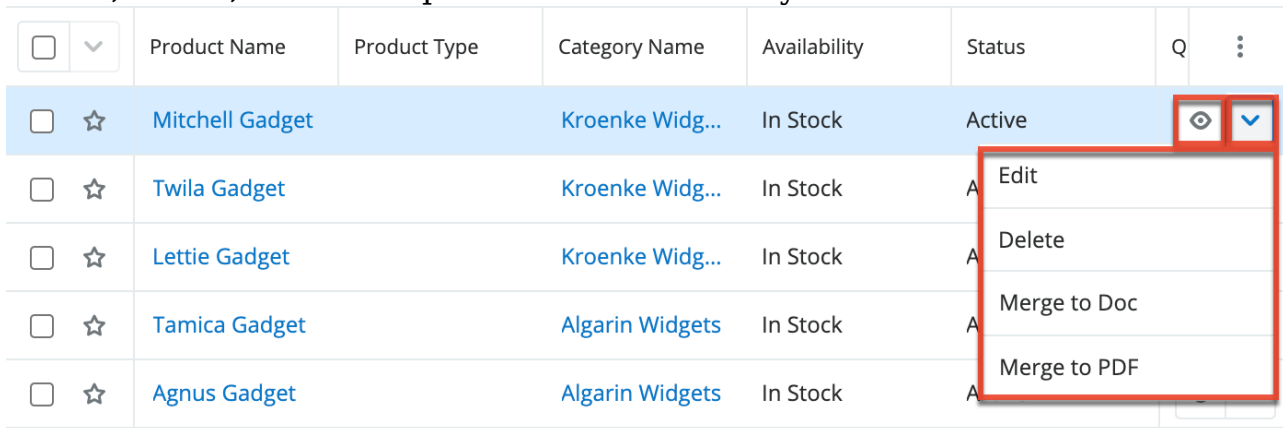 Product Name Product Type Category Name Availability Status Q
Mitchell Gadget Kroenke Widg... In Stock Active
Edit
Twila Gadget Kroenke Widg... In Stock A
Delete
Lettie Gadget Kroenke Widg... In Stock A
Merge to Doc
Tamica Gadget Algarin Widgets In Stock A
Merge to PDF
Agnus Gadget Algarin Widgets In Stock A